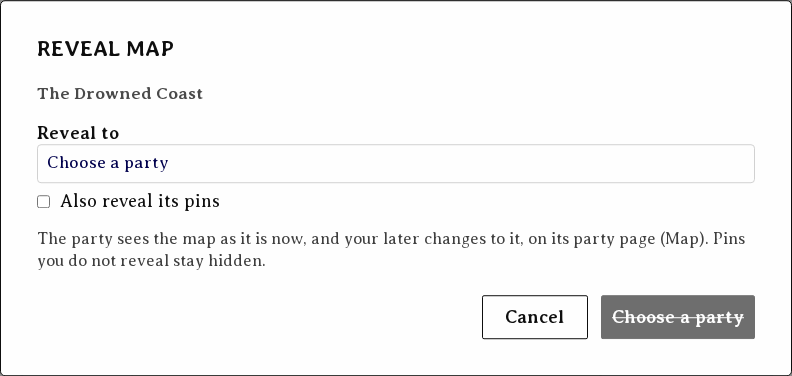 REVEAL MAP
The Drowned Coast
Reveal to
Choose a party
Also reveal its pins
The party sees the map as it is now, and your later changes to it, on its party page (Map). Pins
you do not reveal stay hidden.
Cancel
Choose a party